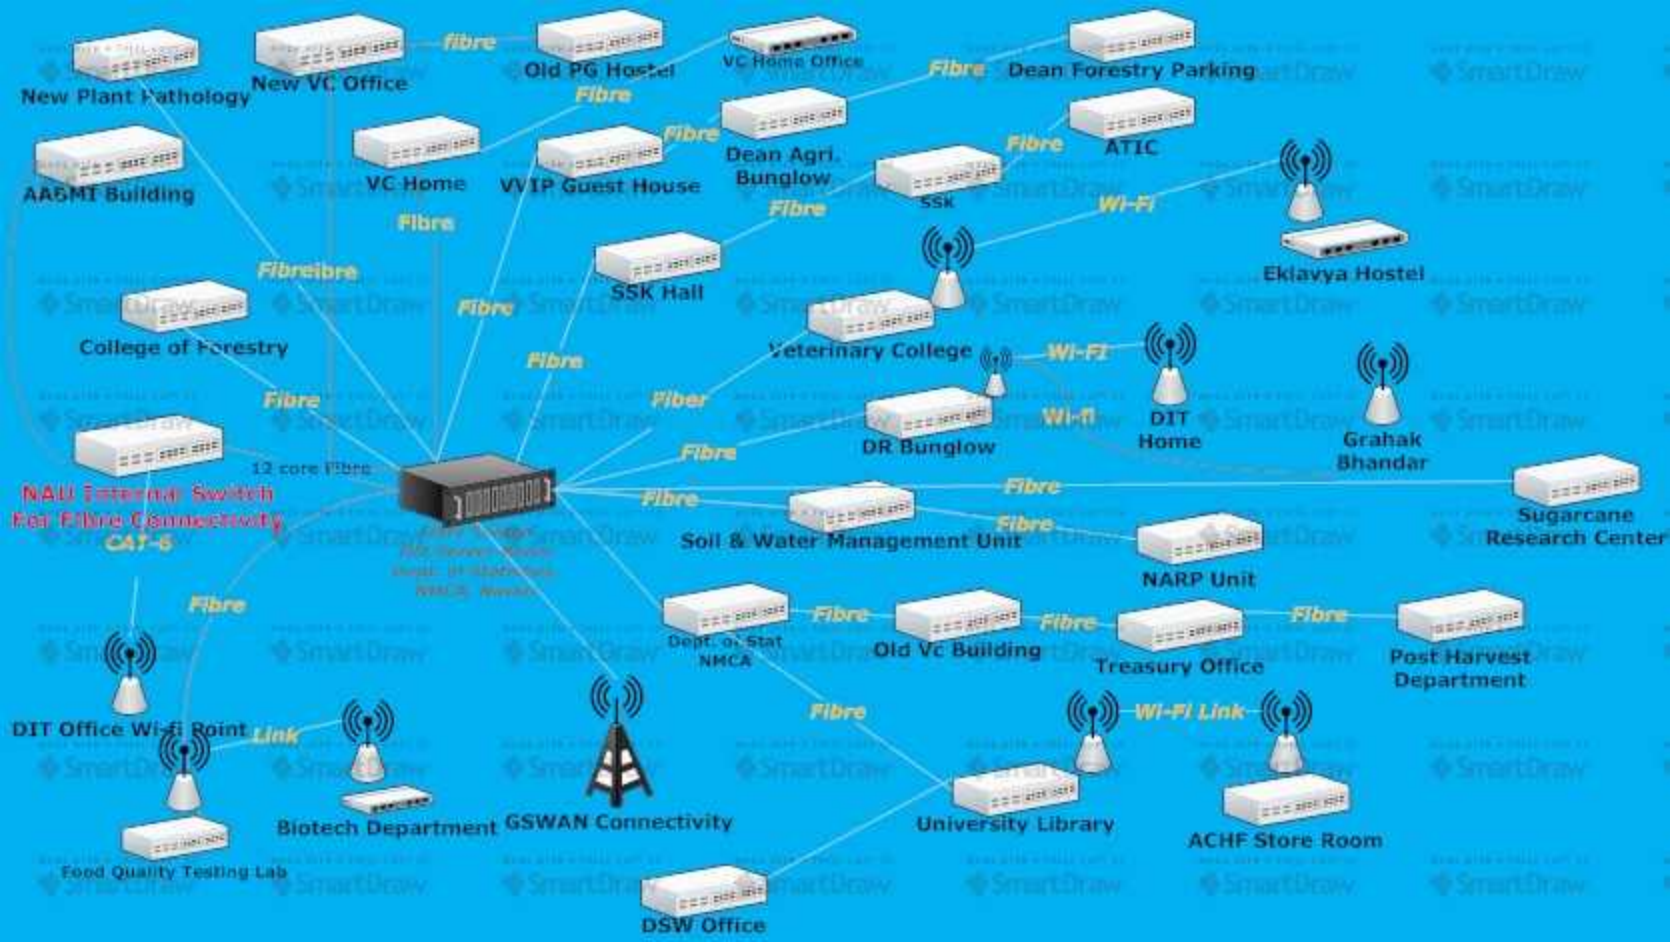 fibre
New Plant Pathology
New VC Office
Old PG Hostel
VC Home Office
Fibre
Dean Forestry Parking
Fibre
Fibre
Fibre
ATIC
Dean Agri.
Bunglow
AABMI Building
VC Home
VVIP Guest House
Fibre
SSK
Wi-Fi
Fibre
Fibreibre
Eklavya Hostel
SSK Hall
Fibre
College of Forestry
Veterinary College
Wi-Fi
Fibre
Fibre
Fiber
DIT
Home
Wi-fi
Grahak
Bhandar
DR Bunglow
Fibre
12 core Fibre
NAU Internal Switch
For Fibre Connectivity
CAT-6
Fibre
Fibre
Fibre
Sugarcane
Research Center
Soil & Water Management Unit
NARP Unit
Fibre
Dept. of Stat
NMCA
Fibre
Old Vc Building
Fibre
Treasury Office
Fibre
Post Harvest
Department
DIT Office Wi-fi Point
Link
Fibre
Wi-Fi Link
Biotech Department
GSWAN Connectivity
University Library
ACHF Store Room
Food Quality Testing Lab
DSW Office
SmartDraw